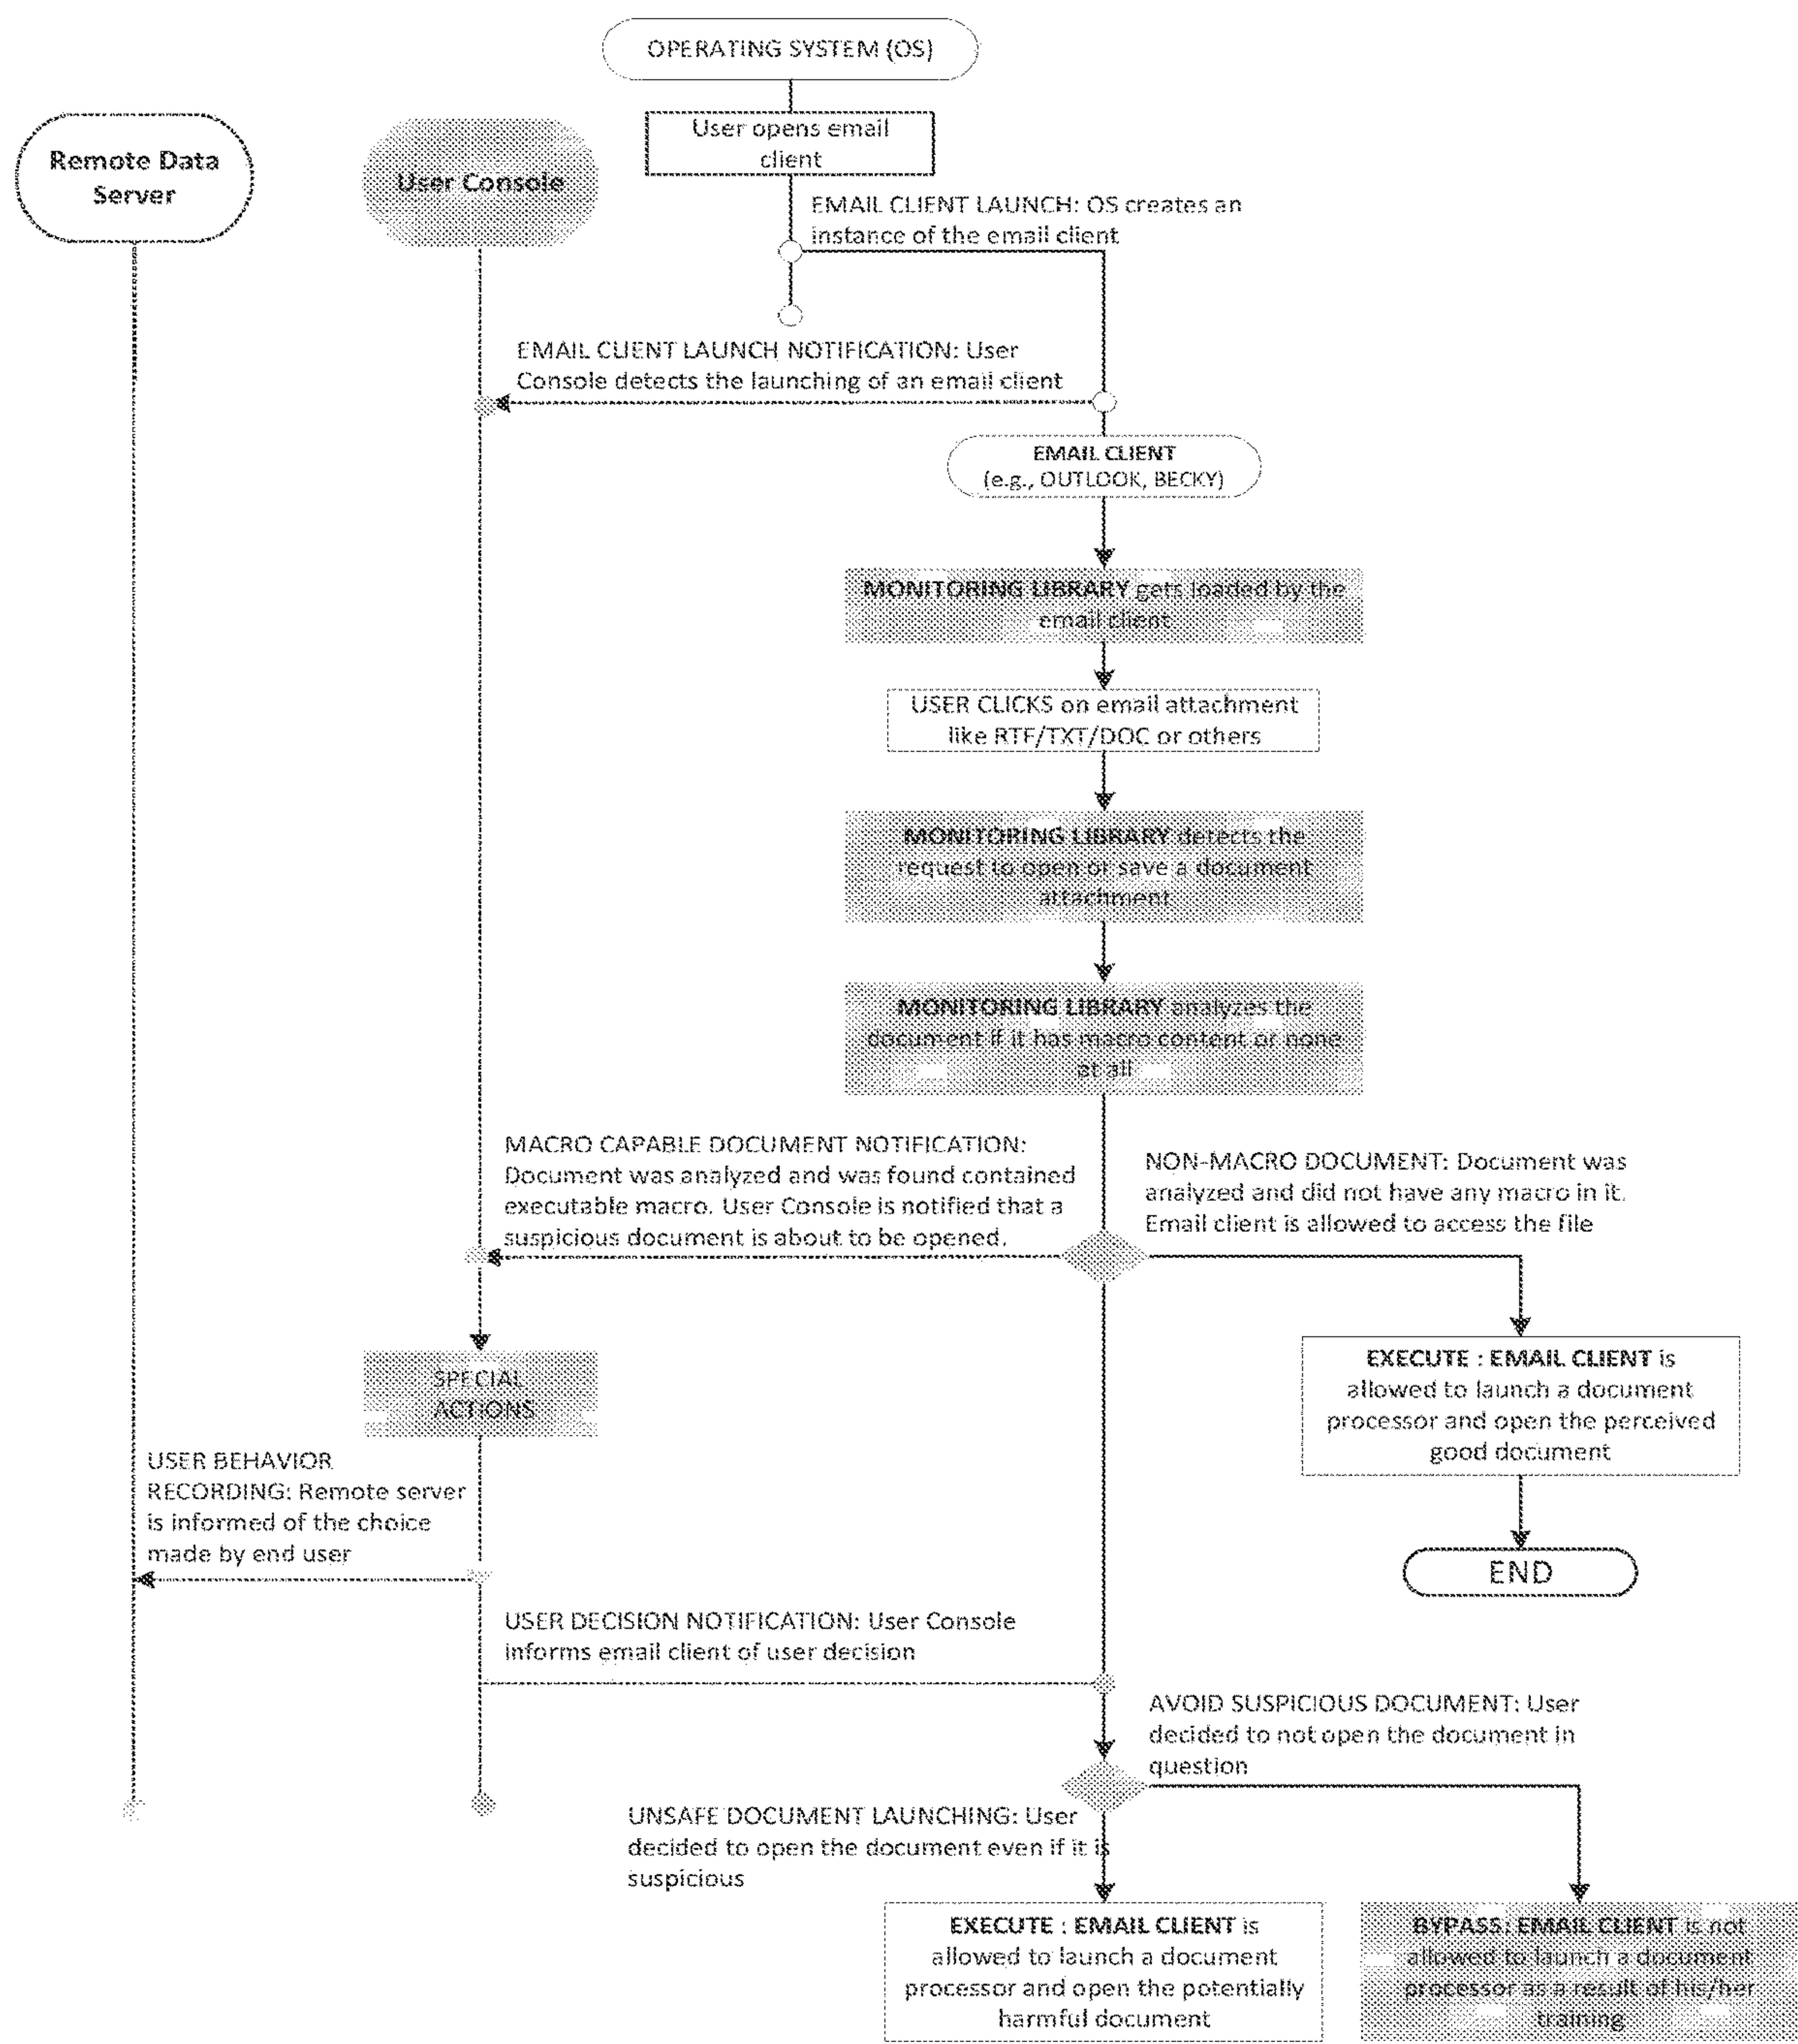 OPERATING SYSTEM (OS)
User opens email
client
Remote Data
Server
User Console
EMAIL CLIENT LAUNCH: OS creates an
instance of the email client
EMAIL CLIENT LAUNCH NOTIFICATION: User
Console detects the launching of an email client
EMAIL CLIENT
(e.g., OUTLOOK, BECKY)
MONITORING LIBRARY gets loaded by the
email client
USER CLICKS on email attachment
like RTF/TXT/DOC or others
MONITORING LIBRARY detects the
request to open or save a document
attachment
MONITORING LIBRARY analyzes the
document if it has macro content or none
at all
MACRO CAPABLE DOCUMENT NOTIFICATION:
Document was analyzed and was found contained
executable macro. User Console is notified that a
suspicious document is about to be opened.
NON-MACRO DOCUMENT: Document was
analyzed and did not have any macro in it.
Email client is allowed to access the file
EXECUTE : EMAIL CLIENT is
allowed to launch a document
processor and open the perceived
good document
END
SPECIAL
ACTIONS
USER BEHAVIOR
RECORDING: Remote server
is informed of the choice
made by end user
USER DECISION NOTIFICATION: User Console
informs email client of user decision
AVOID SUSPICIOUS DOCUMENT: User
decided to not open the document in
question
UNSAFE DOCUMENT LAUNCHING: User
decided to open the document even if it is
suspicious
EXECUTE : EMAIL CLIENT is
allowed to launch a document
processor and open the potentially
harmful document
BYPASS: EMAIL CLIENT is not
allowed to launch a document
processor as a result of his/her
training